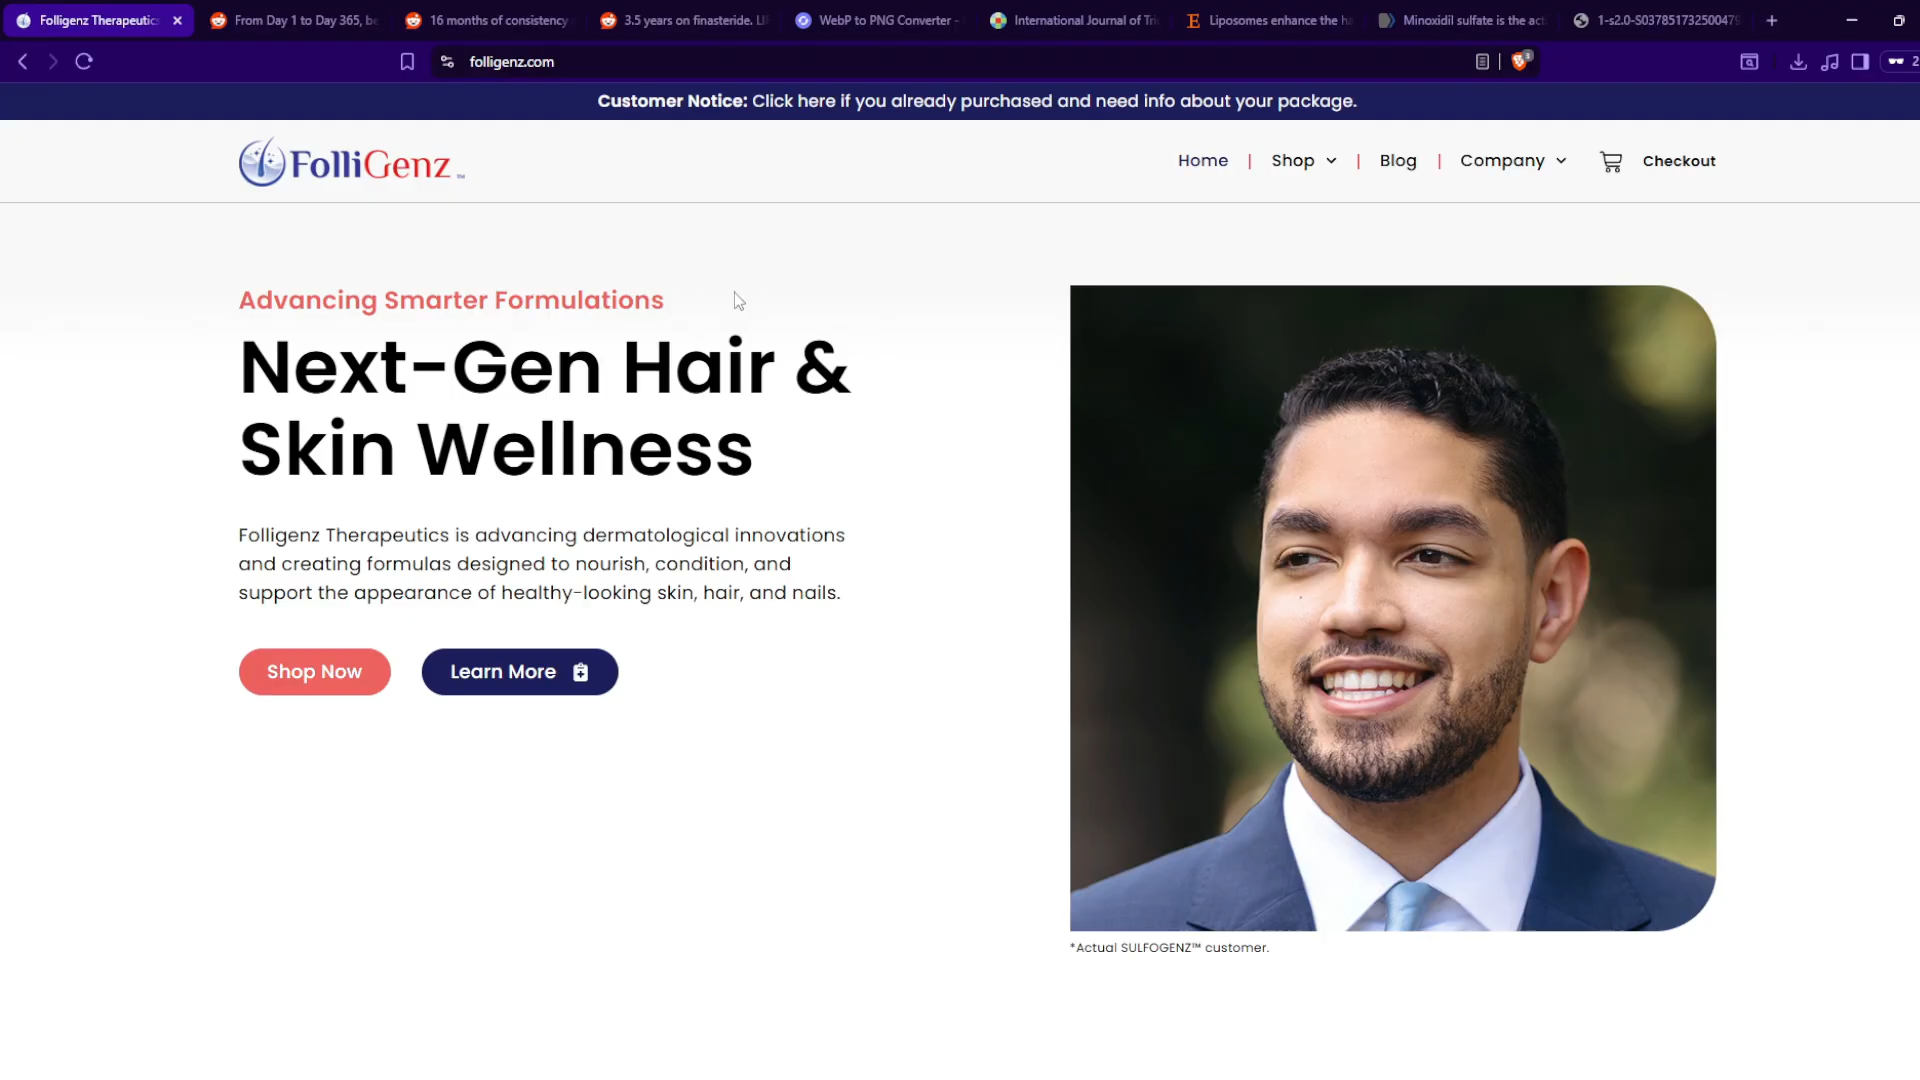 Folligenz Therapeutics
From Day 1 to Day 365, be
16 months of consistency
3.5 years on finasteride.
WebP to PNG Converter -
International Journal of Tri
Liposomes enhance the ha
Minoxidil sulfate is the act
1-s2.0-S037851732500479
folligenz.com
3
2
Customer Notice: Click here if you already purchased and need info about your package.
FolliGenz™
Home | Shop | Blog | Company
Checkout
Advancing Smarter Formulations
Next-Gen Hair &
Skin Wellness
Folligenz Therapeutics is advancing dermatological innovations
and creating formulas designed to nourish, condition, and
support the appearance of healthy-looking skin, hair, and nails.
Shop Now
Learn More
*Actual SULFOGENZ™ customer.